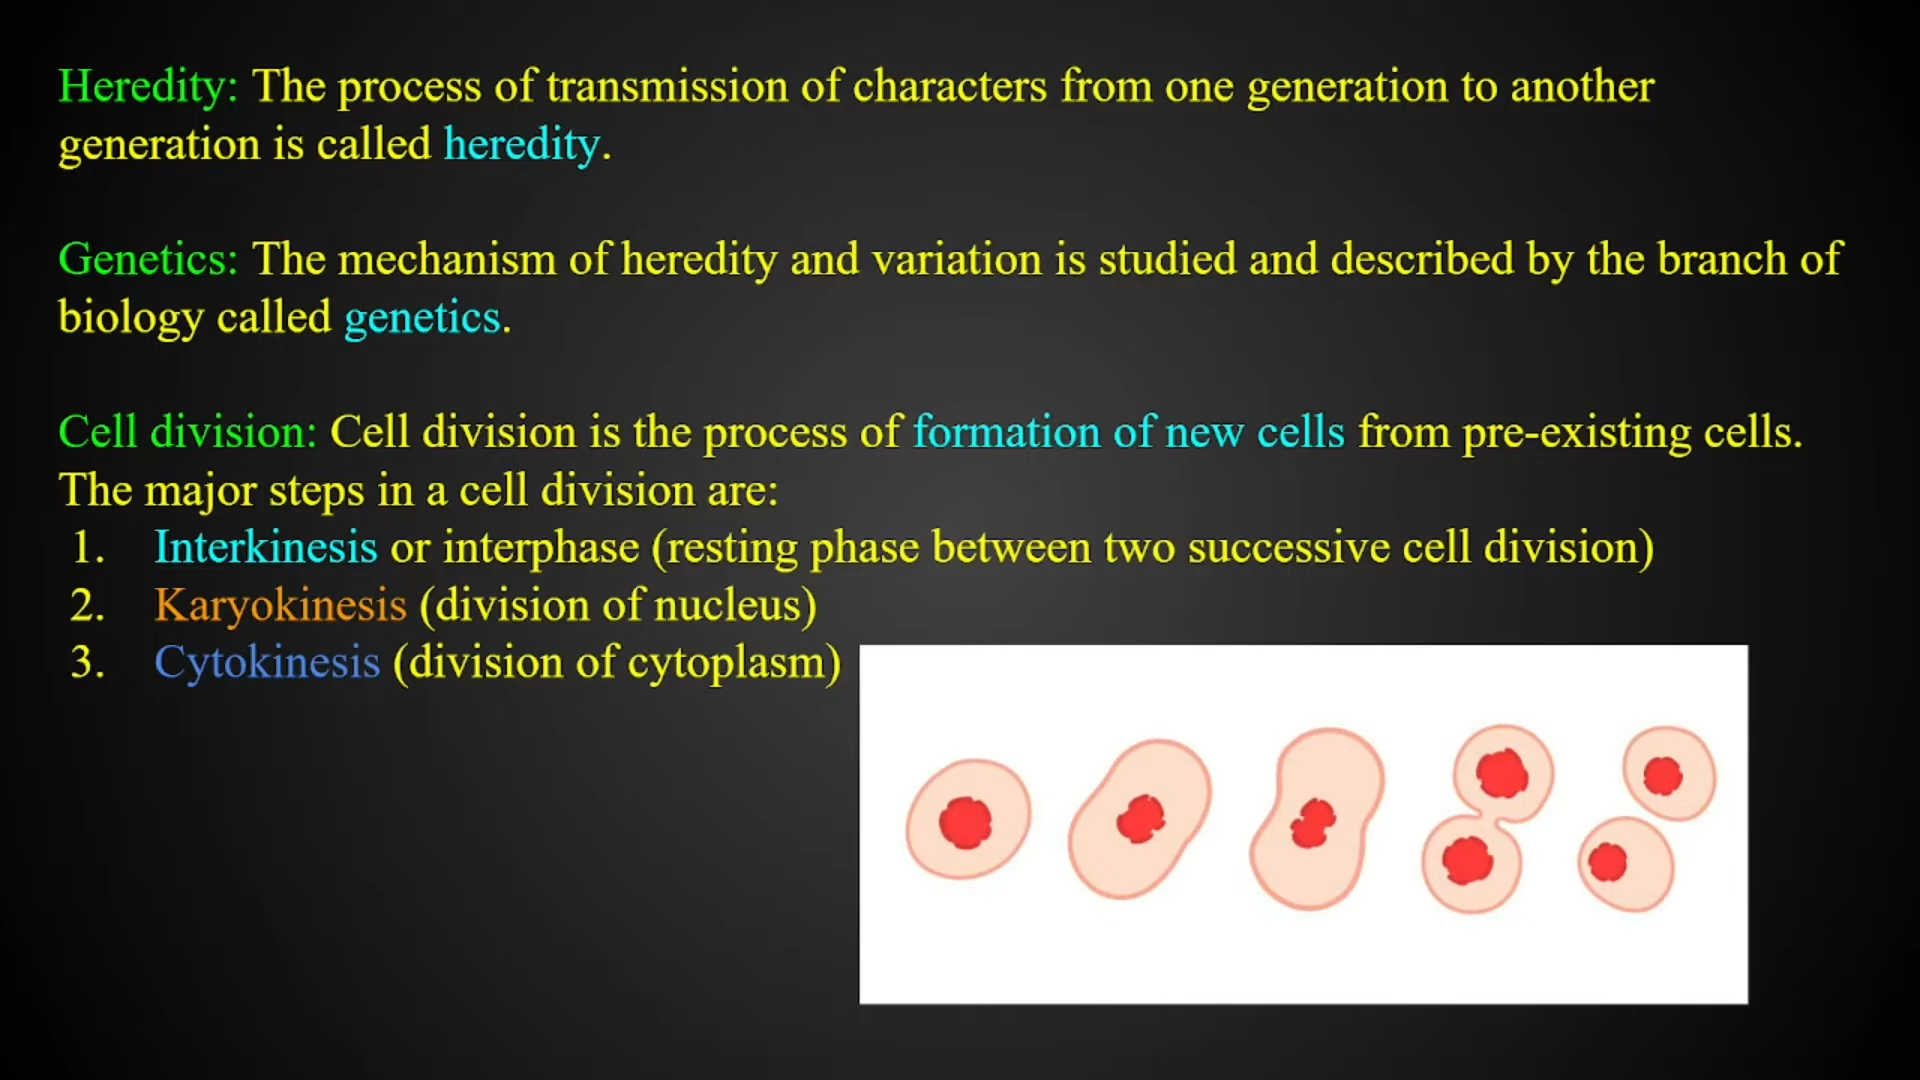 Heredity: The process of transmission of characters from one generation to another
generation is called heredity.
Genetics: The mechanism of heredity and variation is studied and described by the branch of
biology called genetics.
Cell division: Cell division is the process of formation of new cells from pre-existing cells.
The major steps in a cell division are:
1. Interkinesis or interphase (resting phase between two successive cell division)
2. Karyokinesis (division of nucleus)
3. Cytokinesis (division of cytoplasm)